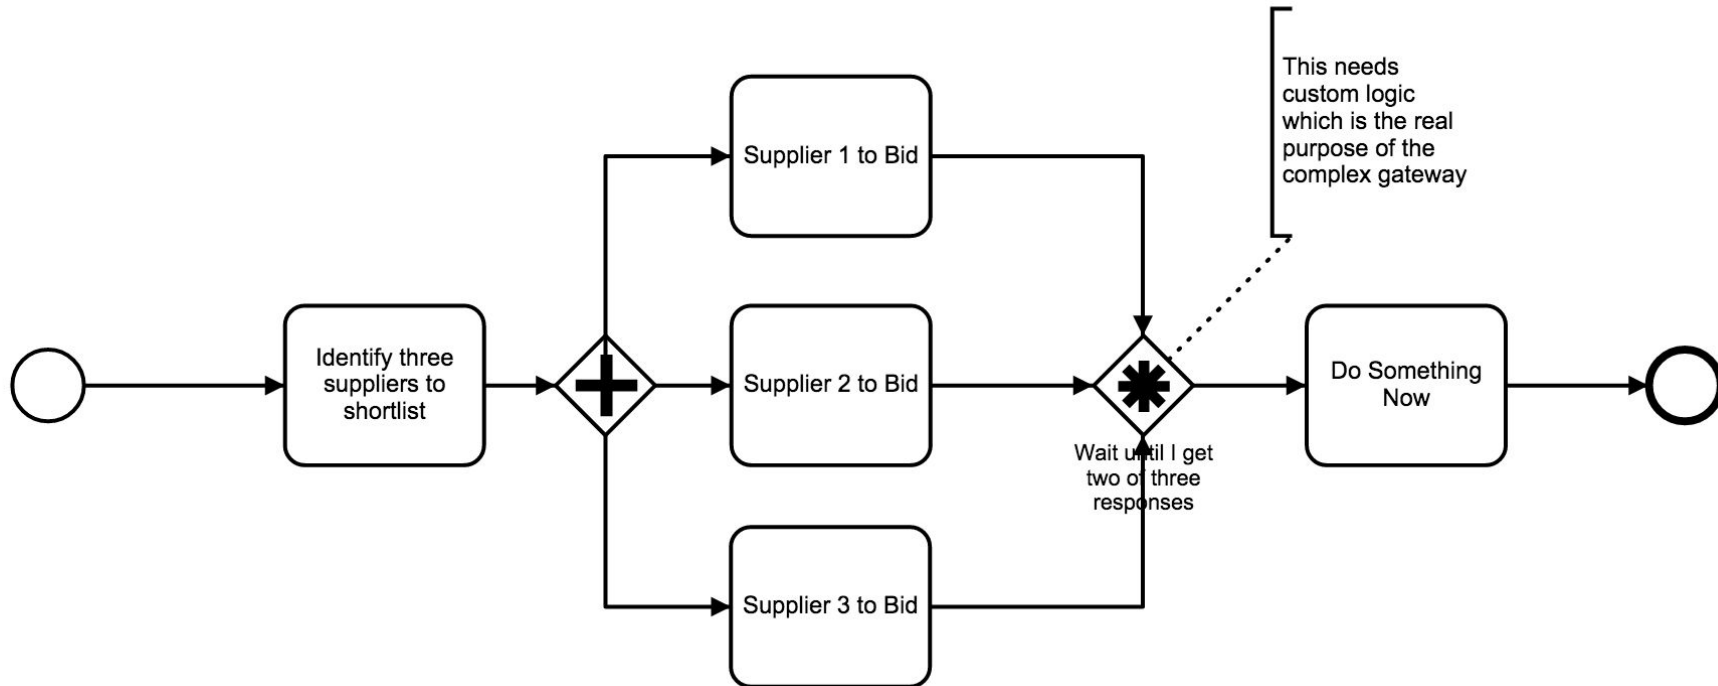 This needs
custom logic
which is the real
purpose of the
complex gateway
Supplier 1 to Bid
Identify three
suppliers to
shortlist
Supplier 2 to Bid
Do Something
Now
Wait until I get
two of three
responses
Supplier 3 to Bid